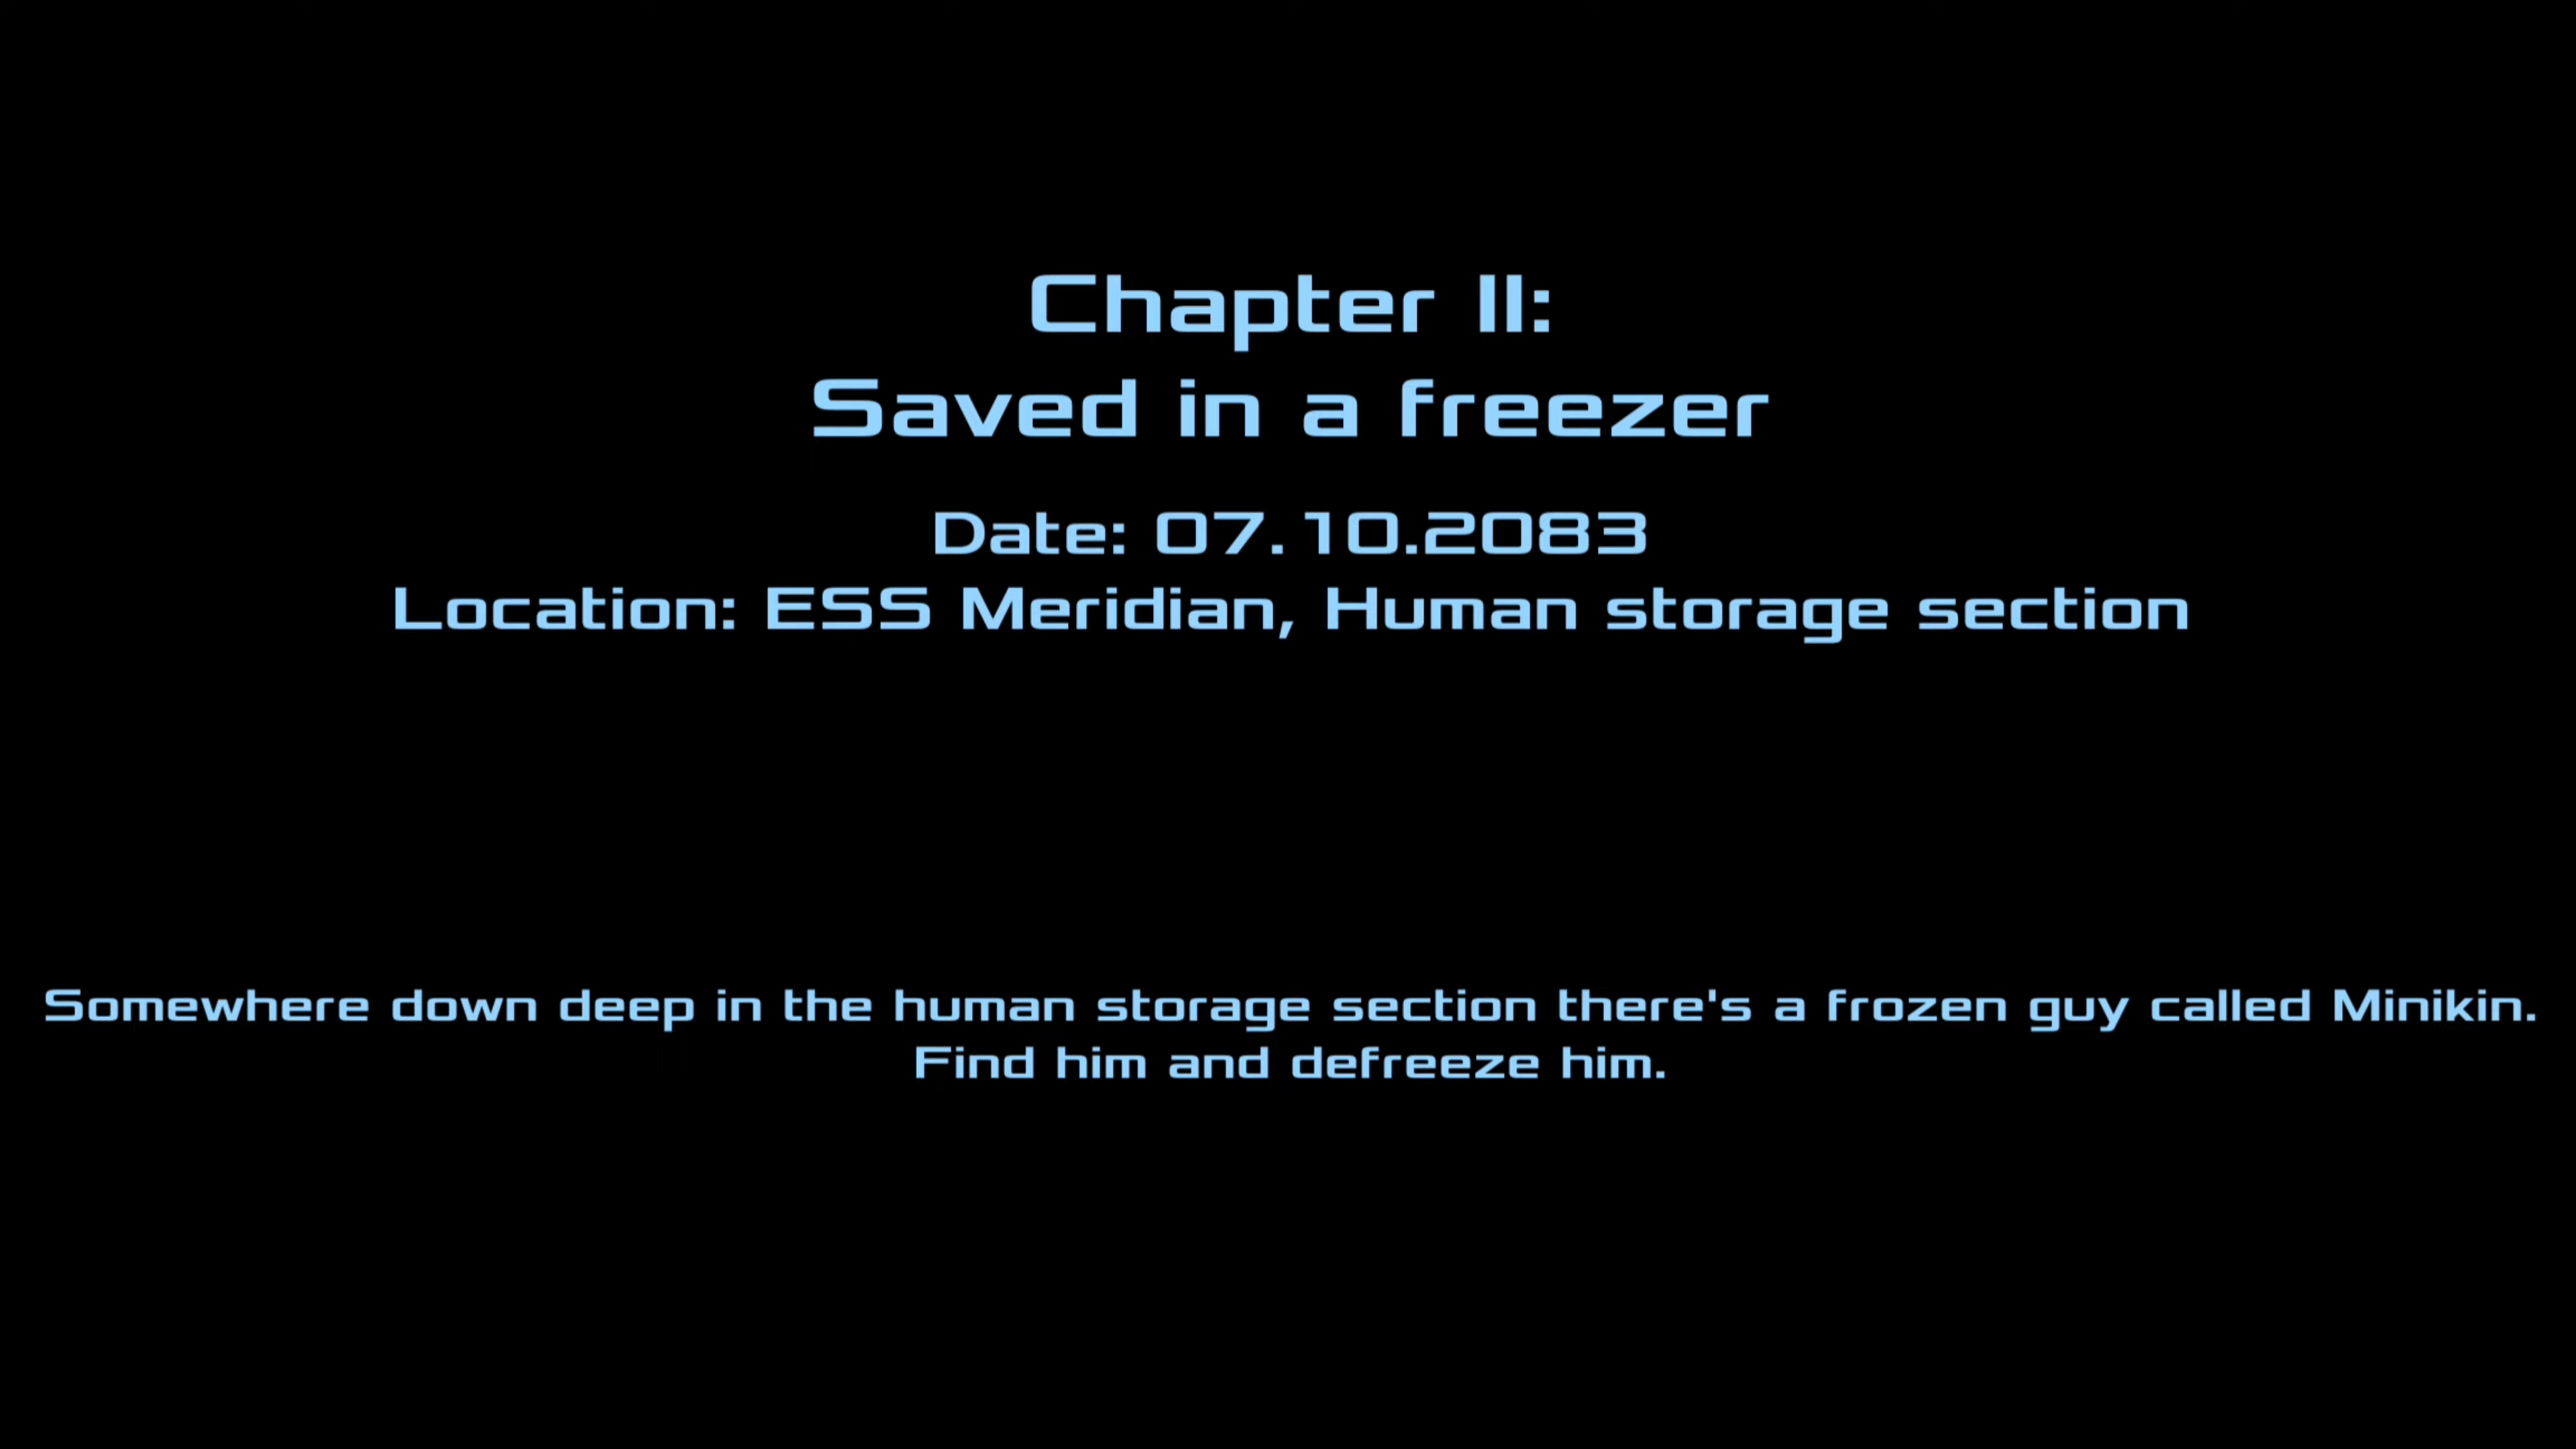 Chapter II:
Saved in a freezer
Date: 07.10.2083
Location: ESS Meridian, Human storage section
Somewhere down deep in the human storage section there's a frozen guy called Minikin.
Find him and defreeze him.